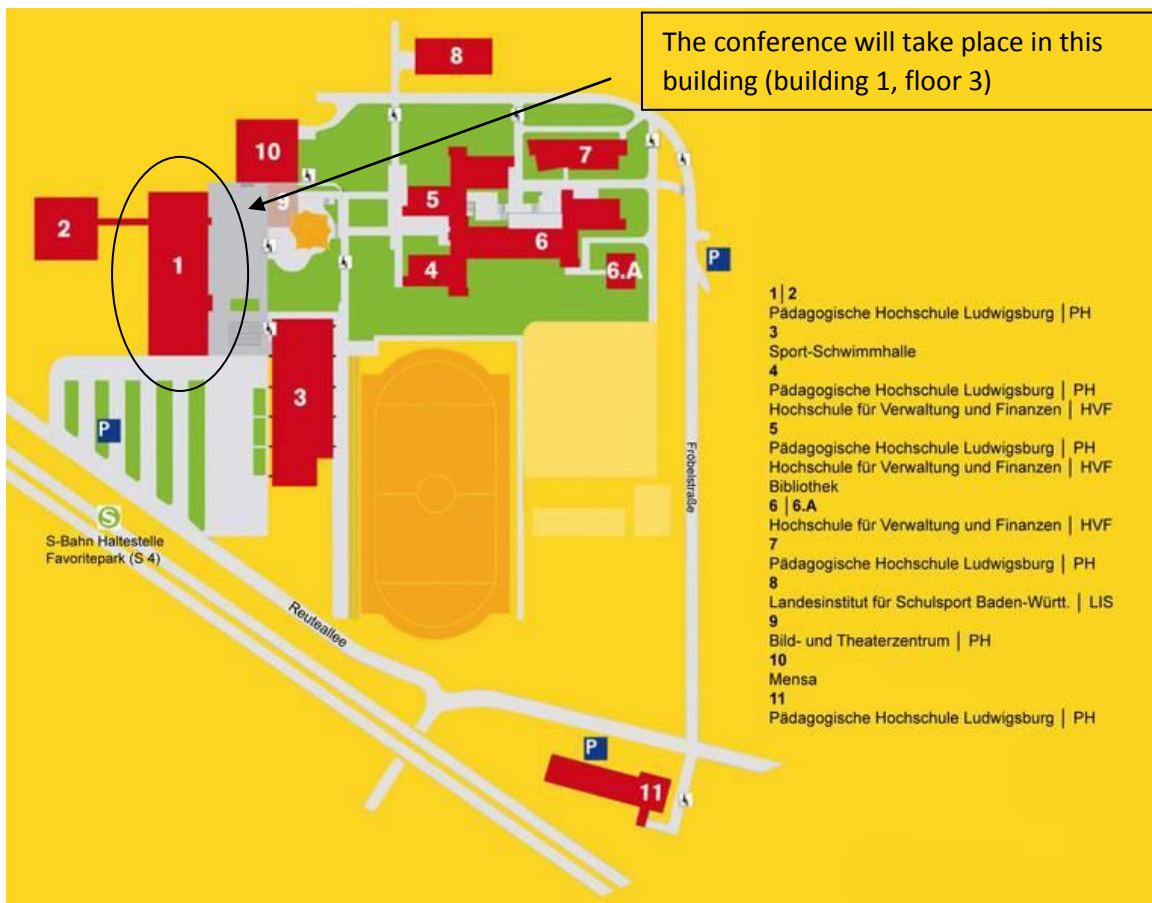 The conference will take place in this
building (building 1, floor 3)
8
10
7
9
5
2
6
1
4
6.A
P
3
P
S
S-Bahn Haltestelle
Favoritepark (S 4)
Fröbelstraße
Reuteallee
P
11
1 | 2
Pädagogische Hochschule Ludwigsburg | PH
3
Sport-Schwimmhalle
4
Pädagogische Hochschule Ludwigsburg | PH
Hochschule für Verwaltung und Finanzen | HVF
5
Pädagogische Hochschule Ludwigsburg | PH
Hochschule für Verwaltung und Finanzen | HVF
Bibliothek
6 | 6.A
Hochschule für Verwaltung und Finanzen | HVF
7
Pädagogische Hochschule Ludwigsburg | PH
8
Landesinstitut für Schulsport Baden-Württ. | LIS
9
Bild- und Theaterzentrum | PH
10
Mensa
11
Pädagogische Hochschule Ludwigsburg | PH